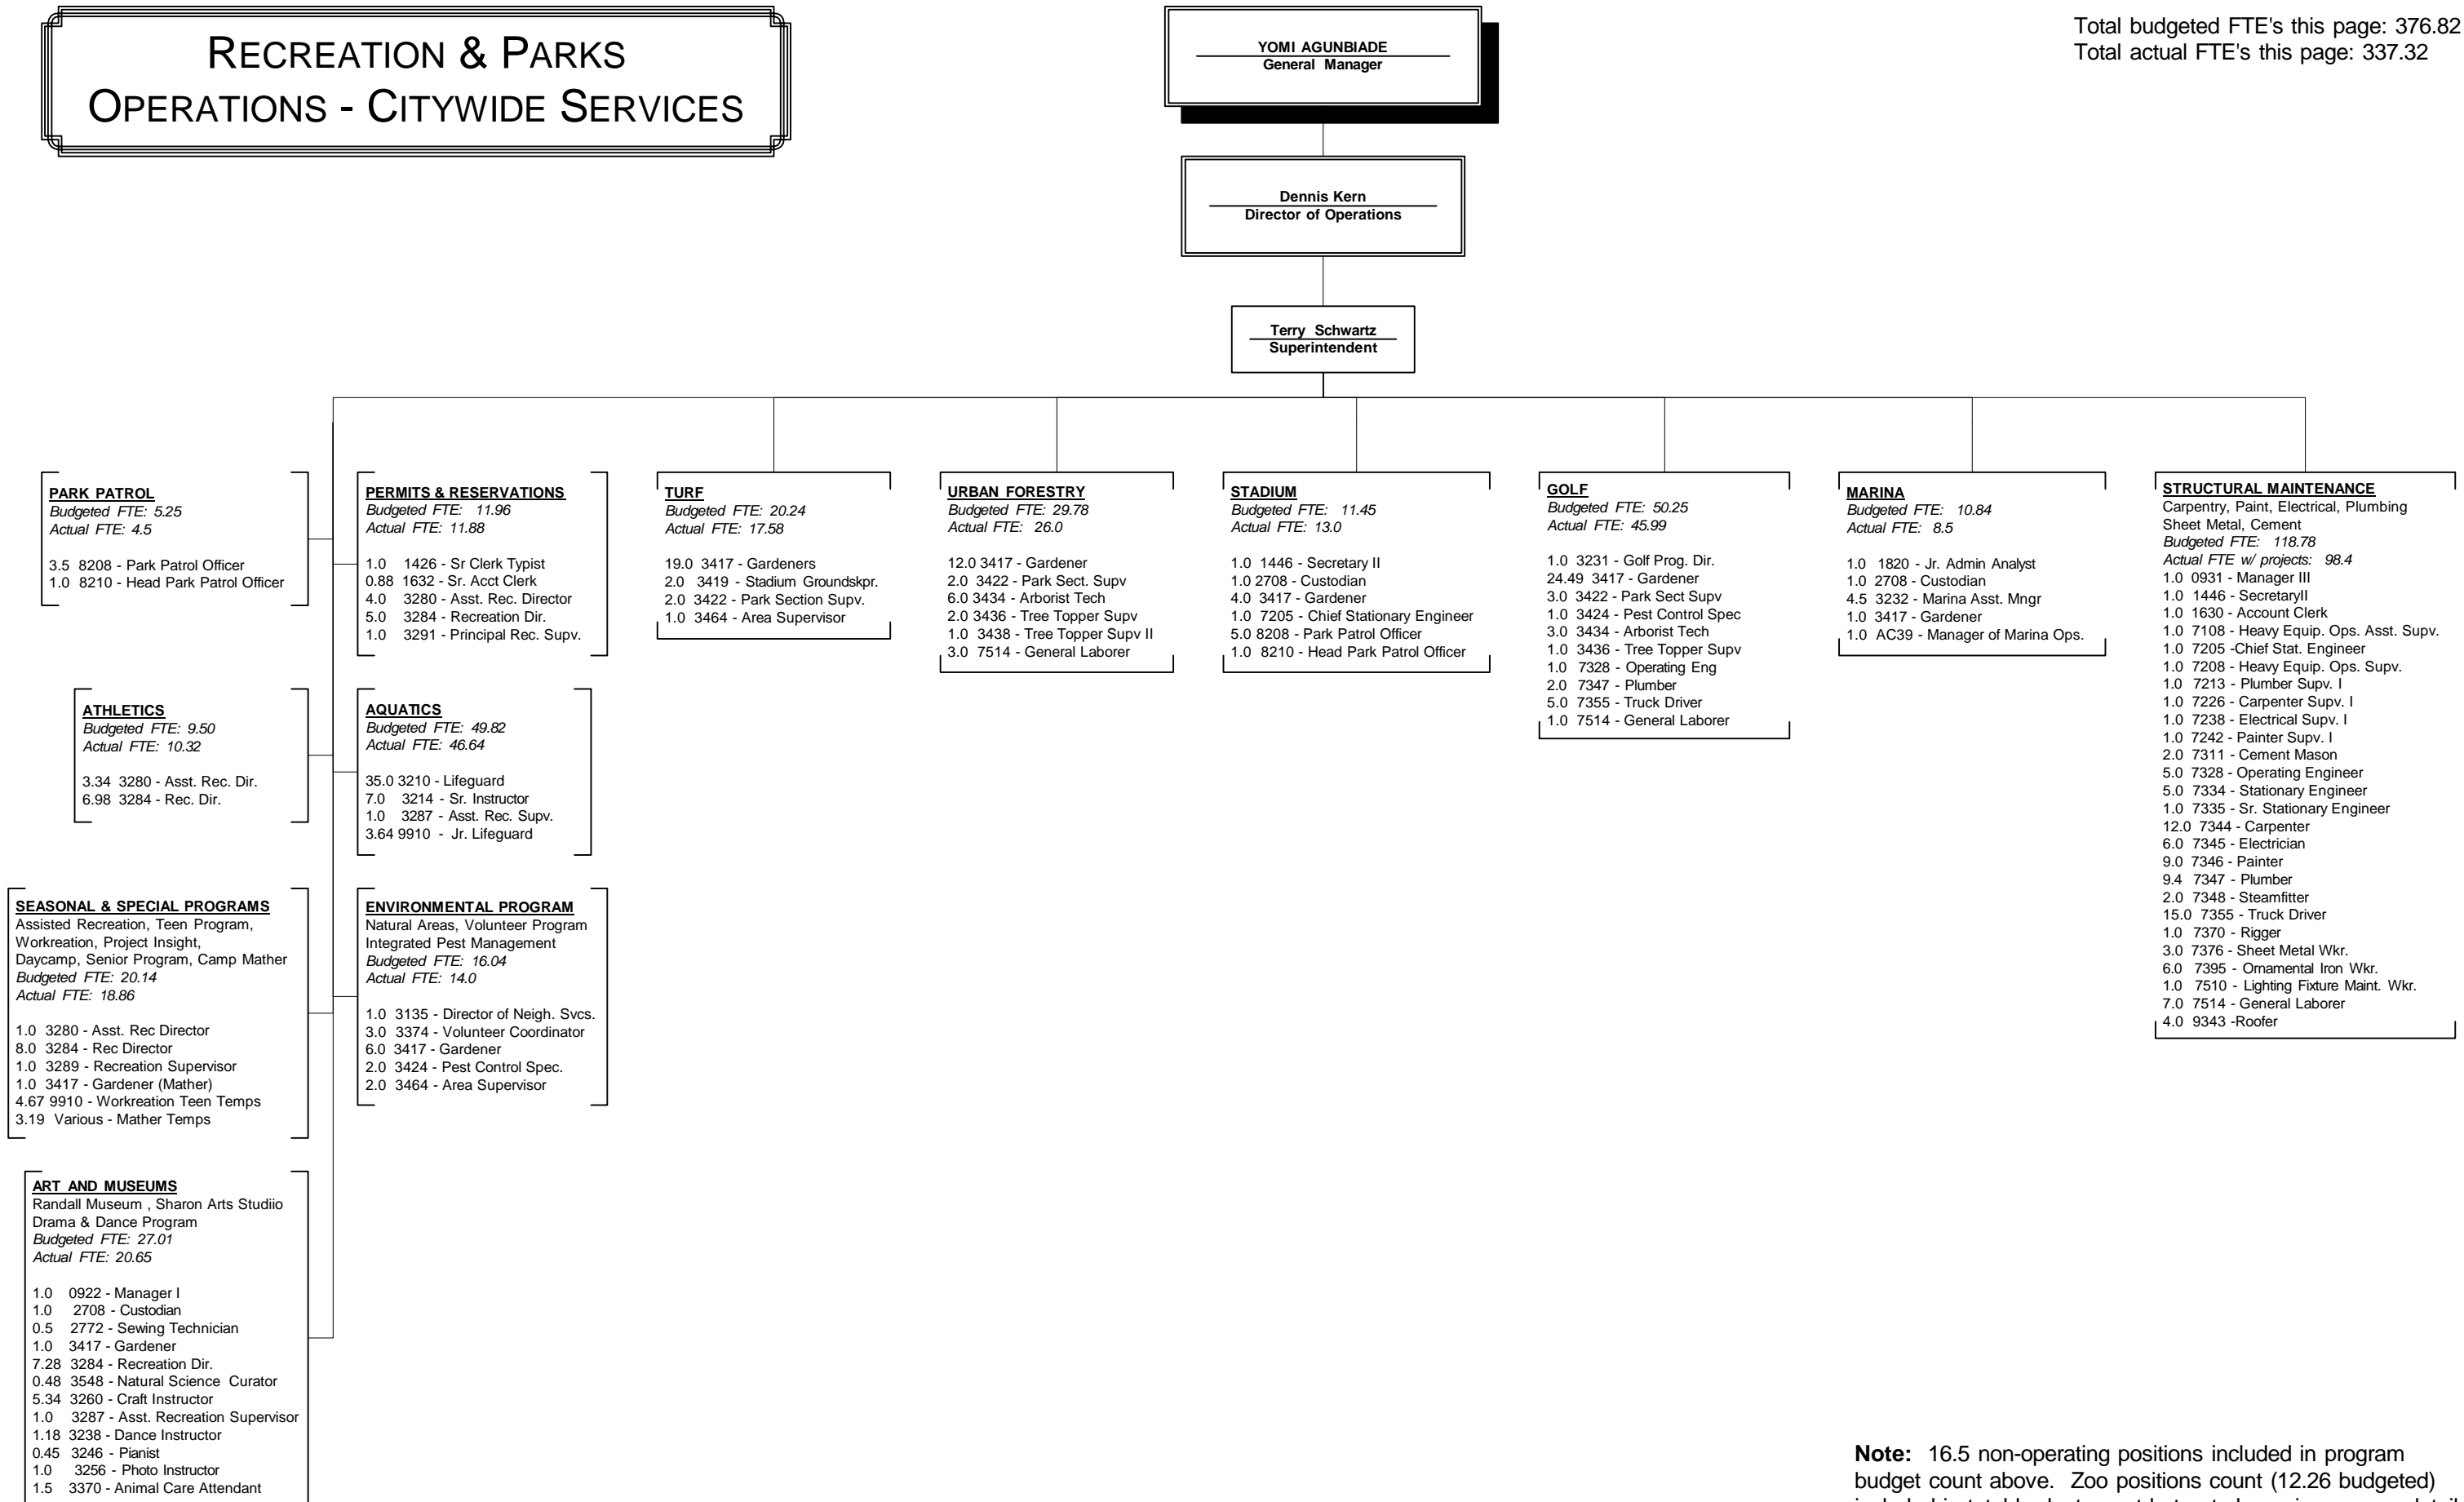 RECREATION & PARKS
OPERATIONS - CITYWIDE SERVICES
YOMI AGUNBIADE
General Manager
Total budgeted FTE's this page: 376.82
Total actual FTE's this page: 337.32
Dennis Kern
Director of Operations
Terry Schwartz
Superintendent
PARK PATROL
Budgeted FTE: 5.25
Actual FTE: 4.5
3.5 8208 - Park Patrol Officer
1.0 8210 - Head Park Patrol Officer
PERMITS & RESERVATIONS
Budgeted FTE: 11.96
Actual FTE: 11.88
1.0 1426 - Sr Clerk Typist
0.88 1632 - Sr. Acct Clerk
4.0 3280 - Asst. Rec. Director
5.0 3284 - Recreation Dir.
1.0 3291 - Principal Rec. Supv.
TURF
Budgeted FTE: 20.24
Actual FTE: 17.58
19.0 3417 - Gardeners
2.0 3419 - Stadium Groundskpr.
2.0 3422 - Park Section Supv.
1.0 3464 - Area Supervisor
URBAN FORESTRY
Budgeted FTE: 29.78
Actual FTE: 26.0
12.0 3417 - Gardener
2.0 3422 - Park Sect. Supv
6.0 3434 - Arborist Tech
2.0 3436 - Tree Topper Supv
1.0 3438 - Tree Topper Supv II
3.0 7514 - General Laborer
STADIUM
Budgeted FTE: 11.45
Actual FTE: 13.0
1.0 1446 - Secretary II
1.0 2708 - Custodian
4.0 3417 - Gardener
1.0 7205 - Chief Stationary Engineer
5.0 8208 - Park Patrol Officer
1.0 8210 - Head Park Patrol Officer
GOLF
Budgeted FTE: 50.25
Actual FTE: 45.99
1.0 3231 - Golf Prog. Dir.
24.49 3417 - Gardener
3.0 3422 - Park Sect Supv
1.0 3424 - Pest Control Spec
3.0 3434 - Arborist Tech
1.0 3436 - Tree Topper Supv
1.0 7328 - Operating Eng
2.0 7347 - Plumber
5.0 7355 - Truck Driver
1.0 7514 - General Laborer
MARINA
Budgeted FTE: 10.84
Actual FTE: 8.5
1.0 1820 - Jr. Admin Analyst
1.0 2708 - Custodian
4.5 3232 - Marina Asst. Mngr
1.0 3417 - Gardener
1.0 AC39 - Manager of Marina Ops.
STRUCTURAL MAINTENANCE
Carpentry, Paint, Electrical, Plumbing
Sheet Metal, Cement
Budgeted FTE: 118.78
Actual FTE w/ projects: 98.4
1.0 0931 - Manager III
1.0 1446 - SecretaryII
1.0 1630 - Account Clerk
1.0 7108 - Heavy Equip. Ops. Asst. Supv.
1.0 7205 -Chief Stat. Engineer
1.0 7208 - Heavy Equip. Ops. Supv.
1.0 7213 - Plumber Supv. I
1.0 7226 - Carpenter Supv. I
1.0 7238 - Electrical Supv. I
1.0 7242 - Painter Supv. I
2.0 7311 - Cement Mason
5.0 7328 - Operating Engineer
5.0 7334 - Stationary Engineer
1.0 7335 - Sr. Stationary Engineer
12.0 7344 - Carpenter
6.0 7345 - Electrician
9.0 7346 - Painter
9.4 7347 - Plumber
2.0 7348 - Steamfitter
15.0 7355 - Truck Driver
1.0 7370 - Rigger
3.0 7376 - Sheet Metal Wkr.
6.0 7395 - Ornamental Iron Wkr.
1.0 7510 - Lighting Fixture Maint. Wkr.
7.0 7514 - General Laborer
4.0 9343 -Roofer
ATHLETICS
Budgeted FTE: 9.50
Actual FTE: 10.32
3.34 3280 - Asst. Rec. Dir.
6.98 3284 - Rec. Dir.
AQUATICS
Budgeted FTE: 49.82
Actual FTE: 46.64
35.0 3210 - Lifeguard
7.0 3214 - Sr. Instructor
1.0 3287 - Asst. Rec. Supv.
3.64 9910 - Jr. Lifeguard
SEASONAL & SPECIAL PROGRAMS
Assisted Recreation, Teen Program,
Workreation, Project Insight,
Daycamp, Senior Program, Camp Mather
Budgeted FTE: 20.14
Actual FTE: 18.86
1.0 3280 - Asst. Rec Director
8.0 3284 - Rec Director
1.0 3289 - Recreation Supervisor
1.0 3417 - Gardener (Mather)
4.67 9910 - Workreation Teen Temps
3.19 Various - Mather Temps
ENVIRONMENTAL PROGRAM
Natural Areas, Volunteer Program
Integrated Pest Management
Budgeted FTE: 16.04
Actual FTE: 14.0
1.0 3135 - Director of Neigh. Svcs.
3.0 3374 - Volunteer Coordinator
6.0 3417 - Gardener
2.0 3424 - Pest Control Spec.
2.0 3464 - Area Supervisor
ART AND MUSEUMS
Randall Museum , Sharon Arts Studiio
Drama & Dance Program
Budgeted FTE: 27.01
Actual FTE: 20.65
1.0 0922 - Manager I
1.0 2708 - Custodian
0.5 2772 - Sewing Technician
1.0 3417 - Gardener
7.28 3284 - Recreation Dir.
0.48 3548 - Natural Science Curator
5.34 3260 - Craft Instructor
1.0 3287 - Asst. Recreation Supervisor
1.18 3238 - Dance Instructor
0.45 3246 - Pianist
1.0 3256 - Photo Instructor
1.5 3370 - Animal Care Attendant
Note: 16.5 non-operating positions included in program
budget count above. Zoo positions count (12.26 budgeted)